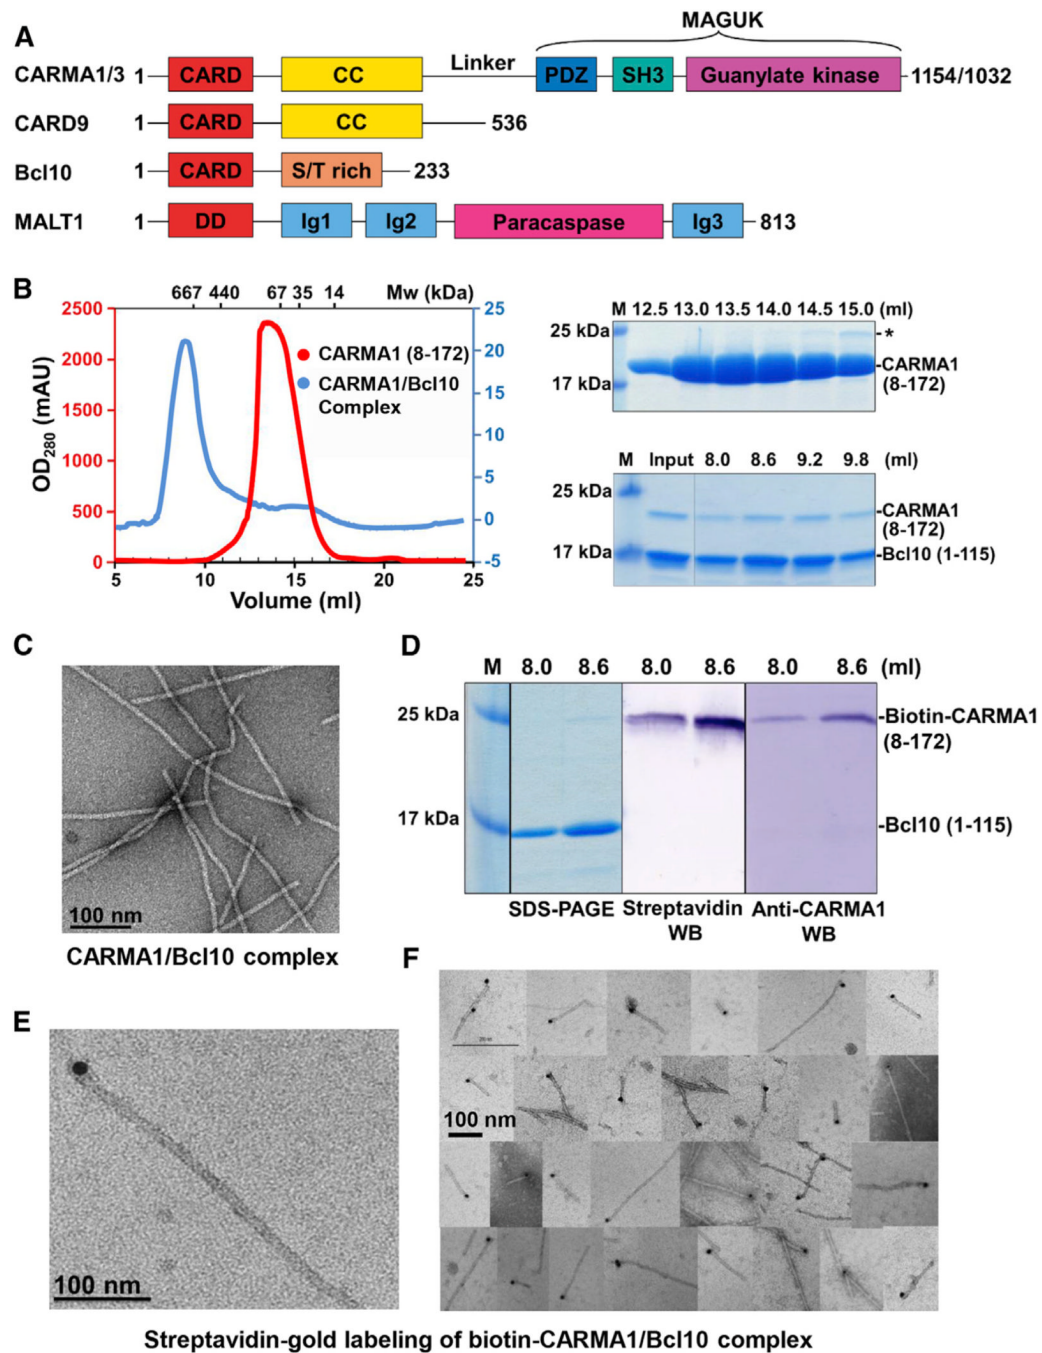 A
MAGUK
CARMA1/3 1 CARD CC Linker PDZ SH3 Guanylate kinase 1154/1032
CARD9 1 CARD CC 536
Bcl10 1 CARD S/T rich 233
MALT1 1 DD Ig1 Ig2 Paracaspase Ig3 813
B
667 440 67 35 14 Mw (kDa)
2500 25
2000 20
1500 15
1000 10
500 5
0 0
-5
OD280 (mAU)
CARMA1 (8-172)
CARMA1/Bcl10
Complex
5 10 15 20 25
Volume (ml)
M 12.5 13.0 13.5 14.0 14.5 15.0 (ml)
25 kDa
-*
-CARMA1
(8-172)
17 kDa
M Input 8.0 8.6 9.2 9.8 (ml)
25 kDa
-CARMA1
(8-172)
17 kDa
-Bcl10 (1-115)
C
100 nm
CARMA1/Bcl10 complex
D
M 8.0 8.6 8.0 8.6 8.0 8.6 (ml)
25 kDa
-Biotin-CARMA1
(8-172)
17 kDa
-Bcl10 (1-115)
SDS-PAGE Streptavidin WB Anti-CARMA1 WB
E
100 nm
F
100 nm
Streptavidin-gold labeling of biotin-CARMA1/Bcl10 complex